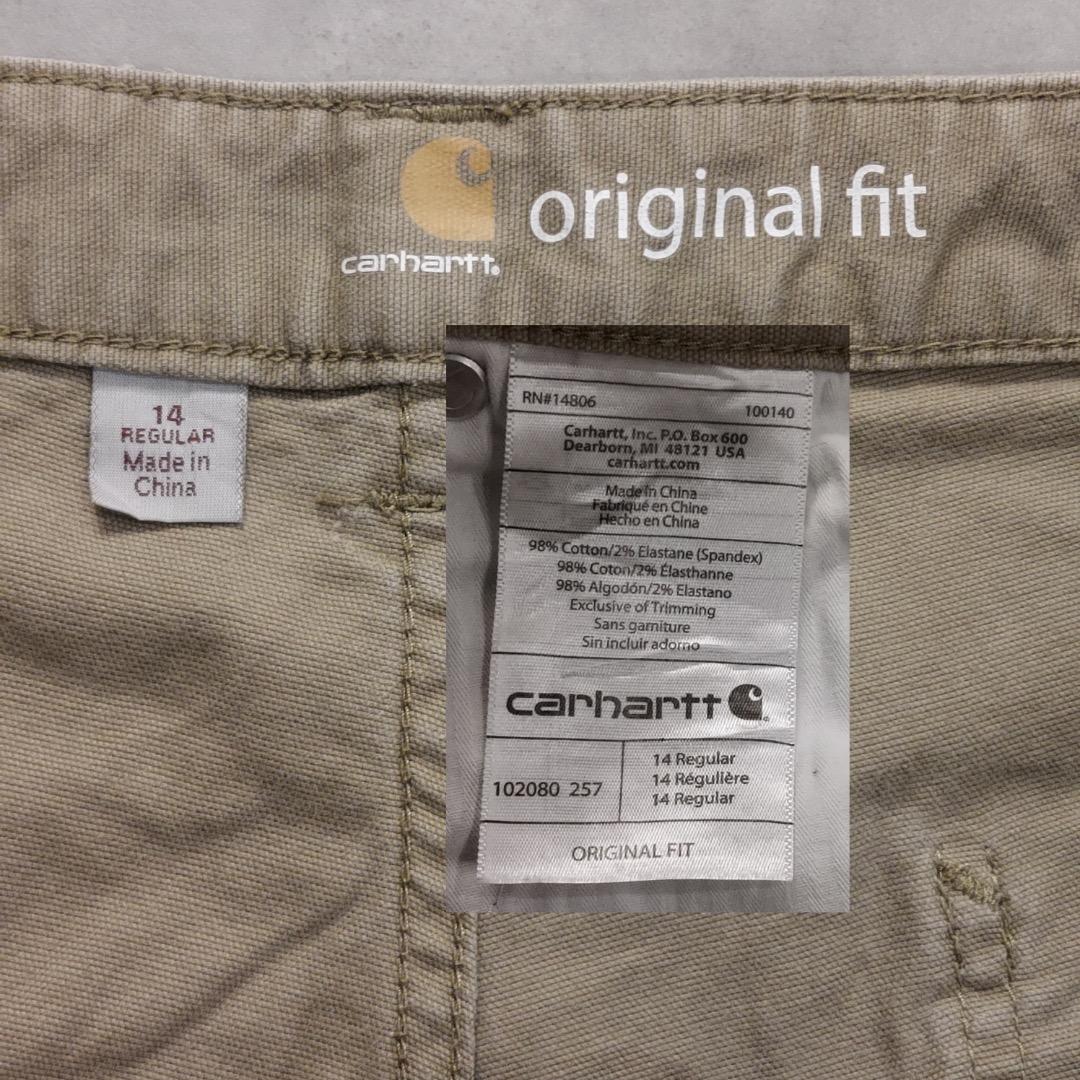 carhartt.
original fit
14
REGULAR
Made in
China
RN#14806 100140
Carhartt, Inc. P.O. Box 600
Dearborn, MI 48121 USA
carhartt.com
Made in China
Fabriqué en Chine
Hecho en China
98% Cotton/2% Elastane (Spandex)
98% Coton/2% Élasthanne
98% Algodón/2% Elastano
Exclusive of Trimming
Sans garniture
Sin incluir adorno
carhartt
102080 257
14 Regular
14 Régulière
14 Regular
ORIGINAL FIT